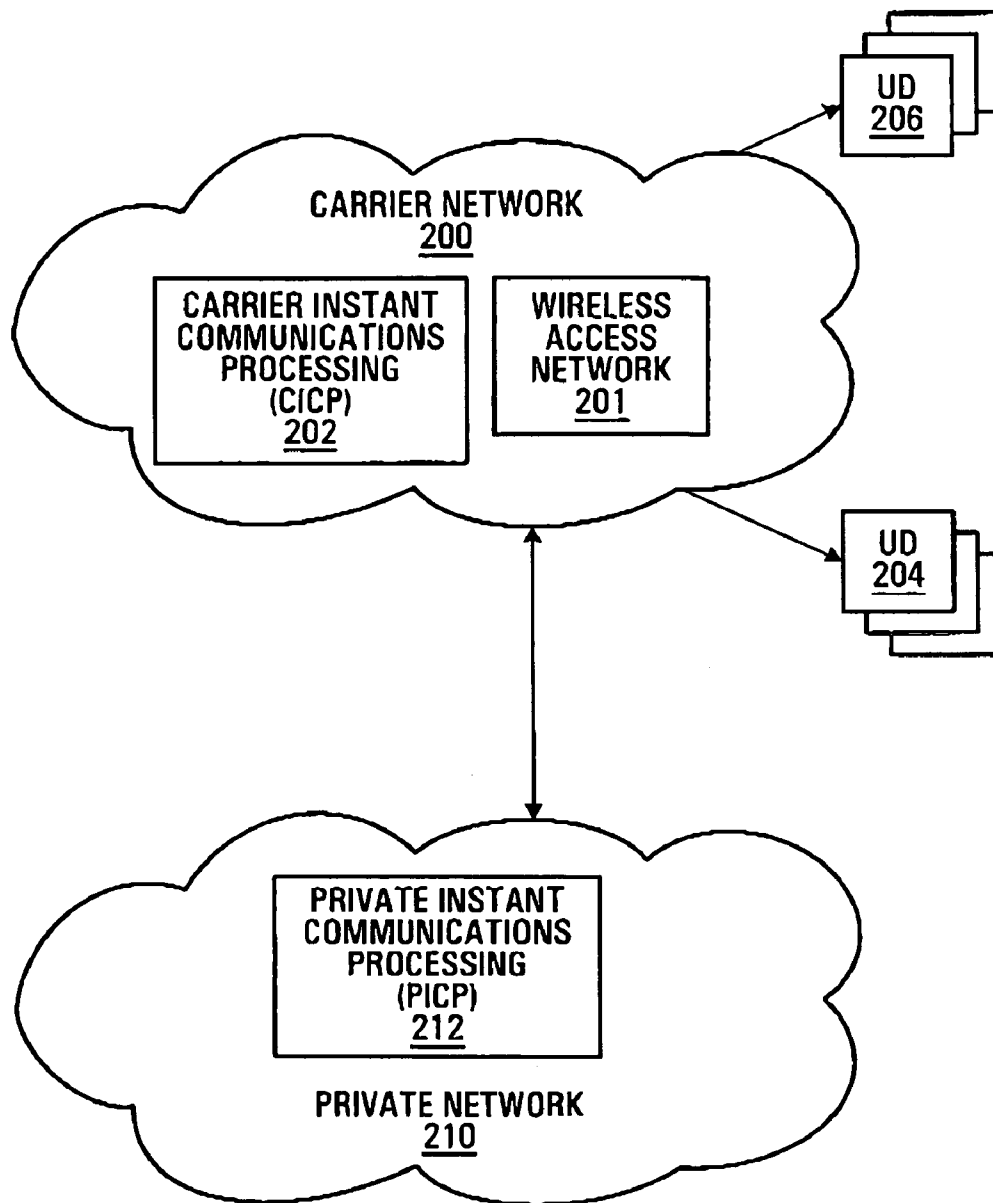 UD
206
CARRIER NETWORK
200
CARRIER INSTANT
COMMUNICATIONS
PROCESSING
(CICP)
202
WIRELESS
ACCESS
NETWORK
201
UD
204
PRIVATE INSTANT
COMMUNICATIONS
PROCESSING
(PICP)
212
PRIVATE NETWORK
210